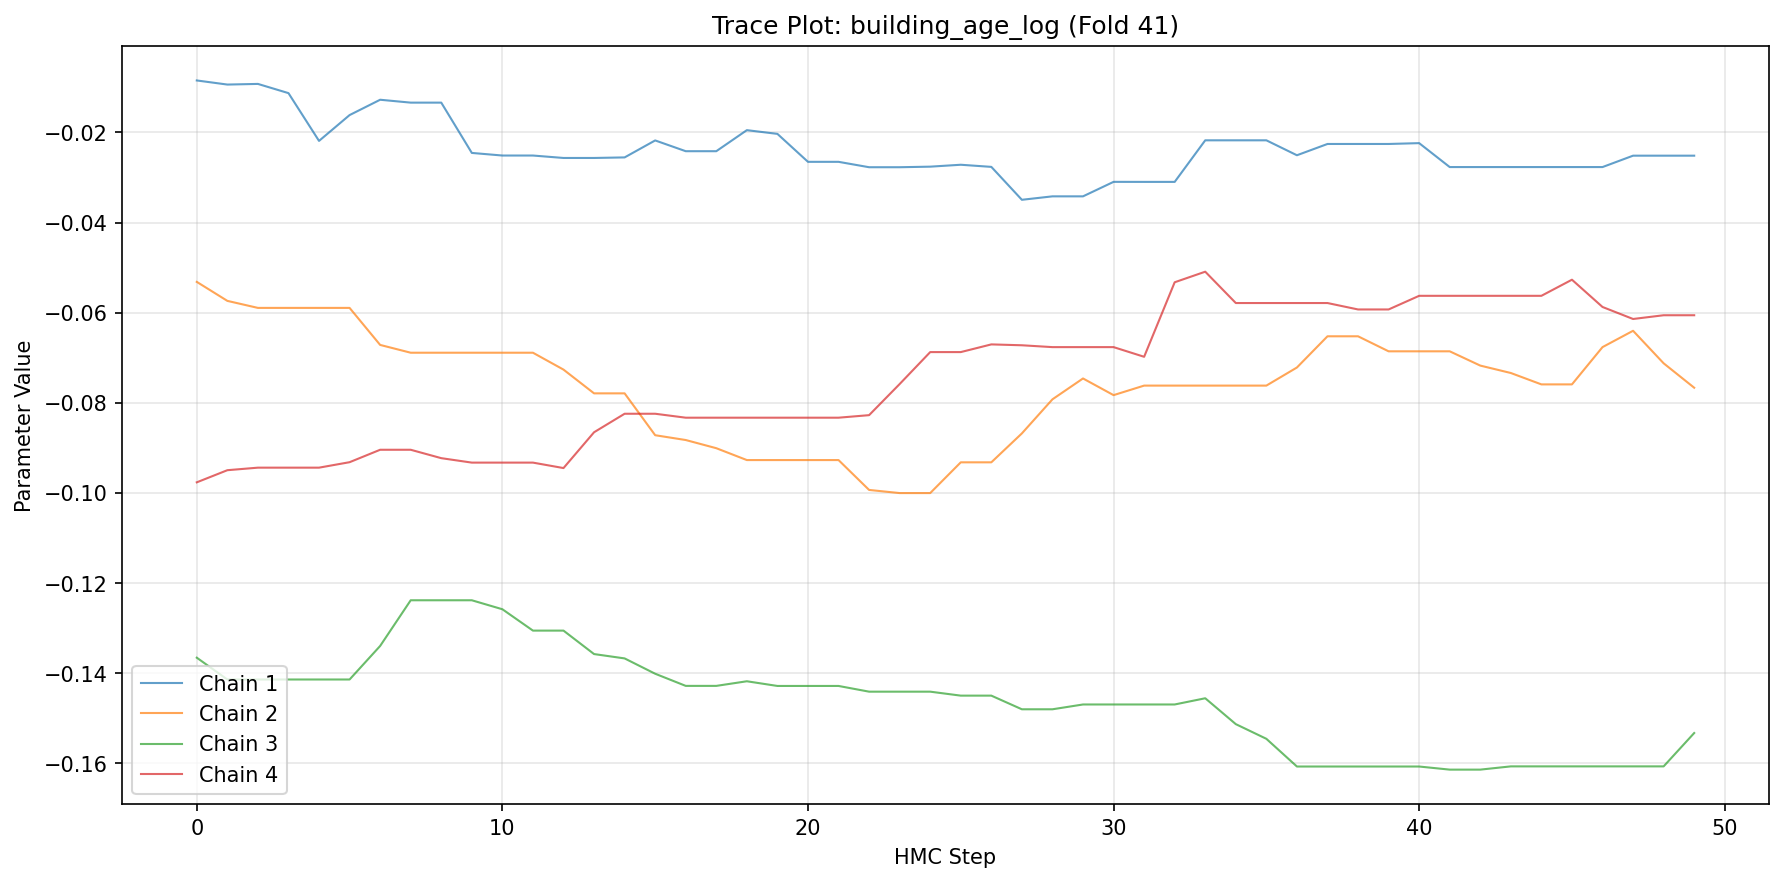 Trace Plot: building_age_log (Fold 41)
Parameter Value
−0.02
−0.04
−0.06
−0.08
−0.10
−0.12
−0.14
−0.16
Chain 1
Chain 2
Chain 3
Chain 4
0
10
20
30
40
50
HMC Step